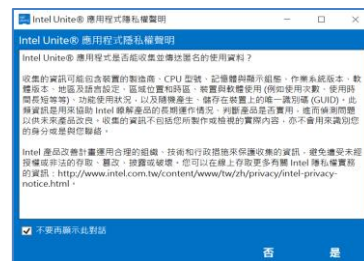 Intel Unite® 應用程式隱私權聲明
Intel Unite® 應用程式隱私權聲明
Intel Unite® 應用程式是否能收集並傳送匿名的使用資料?
收集的資訊可能包含裝置的製造商、CPU 型號、記憶體與顯示組態、作業系統版本、軟
體版本、地區及語言設定、區域位置和時區、裝置與軟體使用 (例如使用次數、使用時
間長短等等)、功能使用狀況,以及隨機產生、儲存在裝置上的唯一識別碼 (GUID)。此
類資訊是用來協助 Intel 瞭解產品的長期運作情況、判斷產品是否實用,進而偵測問題
以供未來產品改良。收集的資訊不包括您所製作或檢視的實際內容,亦不會用來識別您
的身分或是與您聯絡。
Intel 產品改善計畫運用合理的組織、技術和行政措施來保護收集的資訊,避免遭受未經
授權或非法的存取、篡改、披露或破壞。您可以在線上存取更多有關 Intel 隱私權實務
的資訊:http://www.intel.com.tw/content/www/tw/zh/privacy/intel-privacy-
notice.html。
不要再顯示此對話
否 是